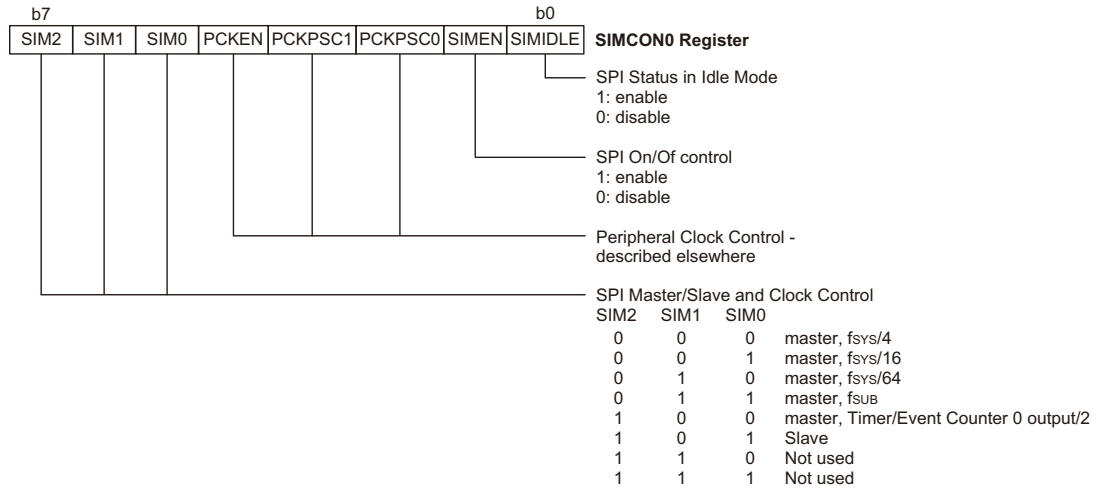 b7 b0
SIM2 SIM1 SIM0 PCKEN PCKPSC1 PCKPSC0 SIMEN SIMIDLE SIMCON0 Register
SPI Status in Idle Mode
1: enable
0: disable
SPI On/Of control
1: enable
0: disable
Peripheral Clock Control -
described elsewhere
SPI Master/Slave and Clock Control
SIM2 SIM1 SIM0
0 0 0 master, fSYS/4
0 0 1 master, fSYS/16
0 1 0 master, fSYS/64
0 1 1 master, fSUB
1 0 0 master, Timer/Event Counter 0 output/2
1 0 1 Slave
1 1 0 Not used
1 1 1 Not used